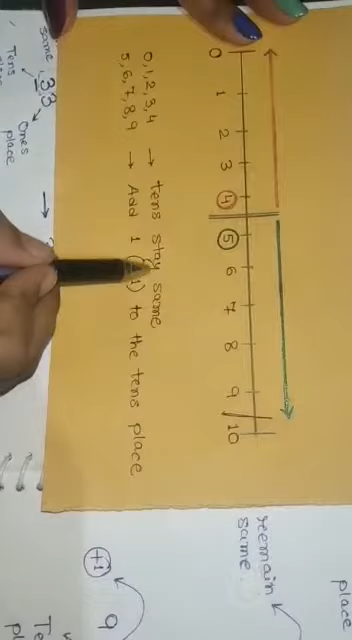 0 1 2 3 4 5 6 7 8 9 10
0,1,2,3,4 → tens stay same
5,6,7,8,9 → Add 1 ( 1) to the tens place
place
remain
same
same
33
Tens
Ones
place
+1
9